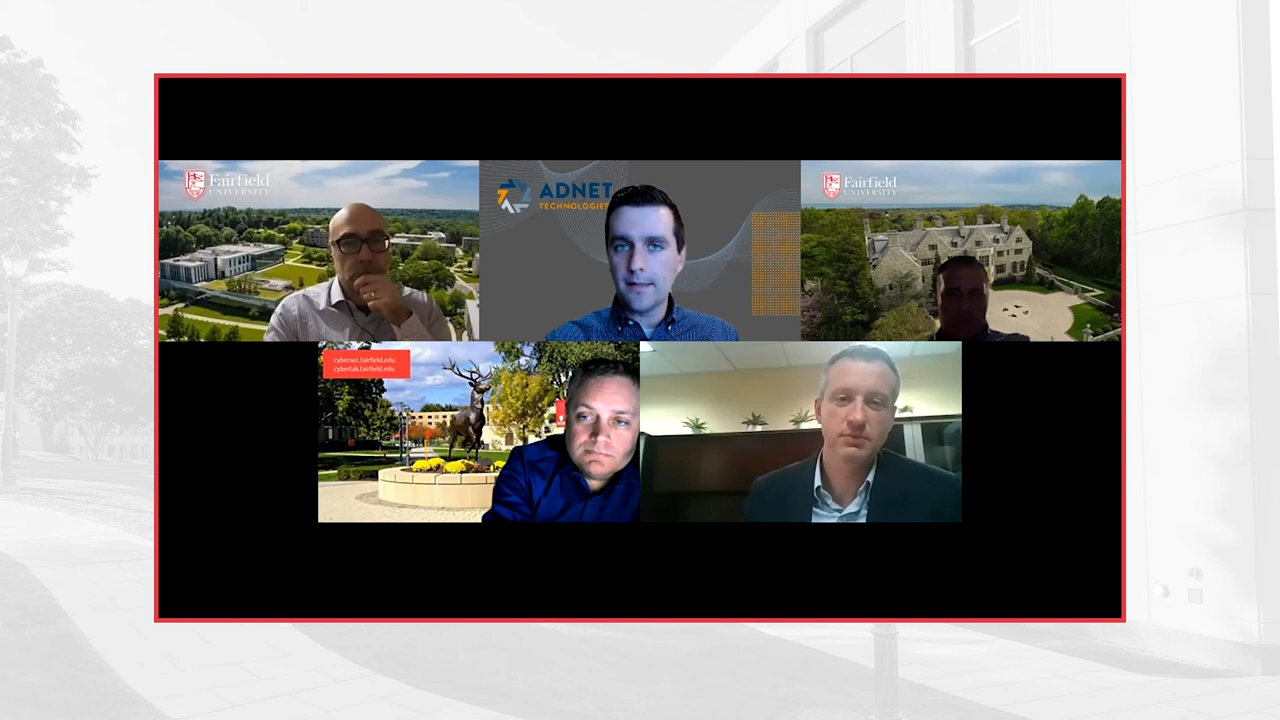 Fairfield
UNIVERSITY
ADNET
TECHNOLOGIES
Fairfield
UNIVERSITY
cybersec.fairfield.edu
cyberlab.fairfield.edu